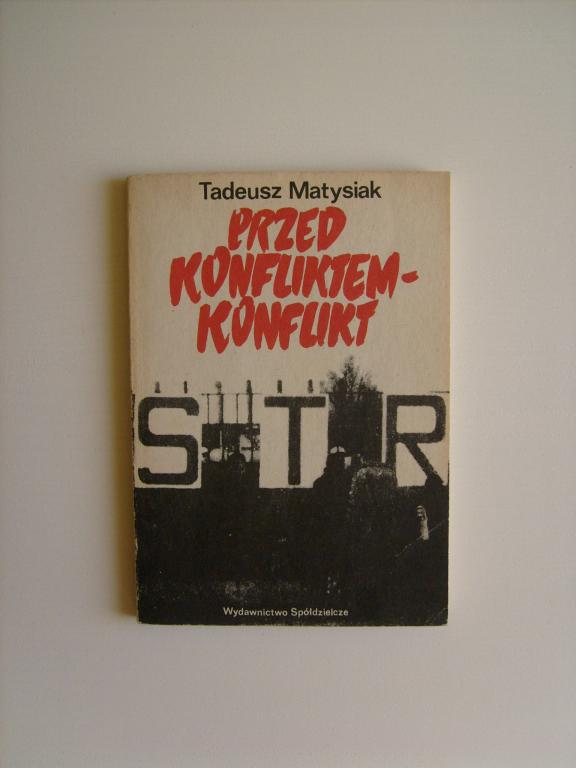 Tadeusz Matysiak
PRZED
KONFLIKTEM-
KONFLIKT
STR
Wydawnictwo Spółdzielcze